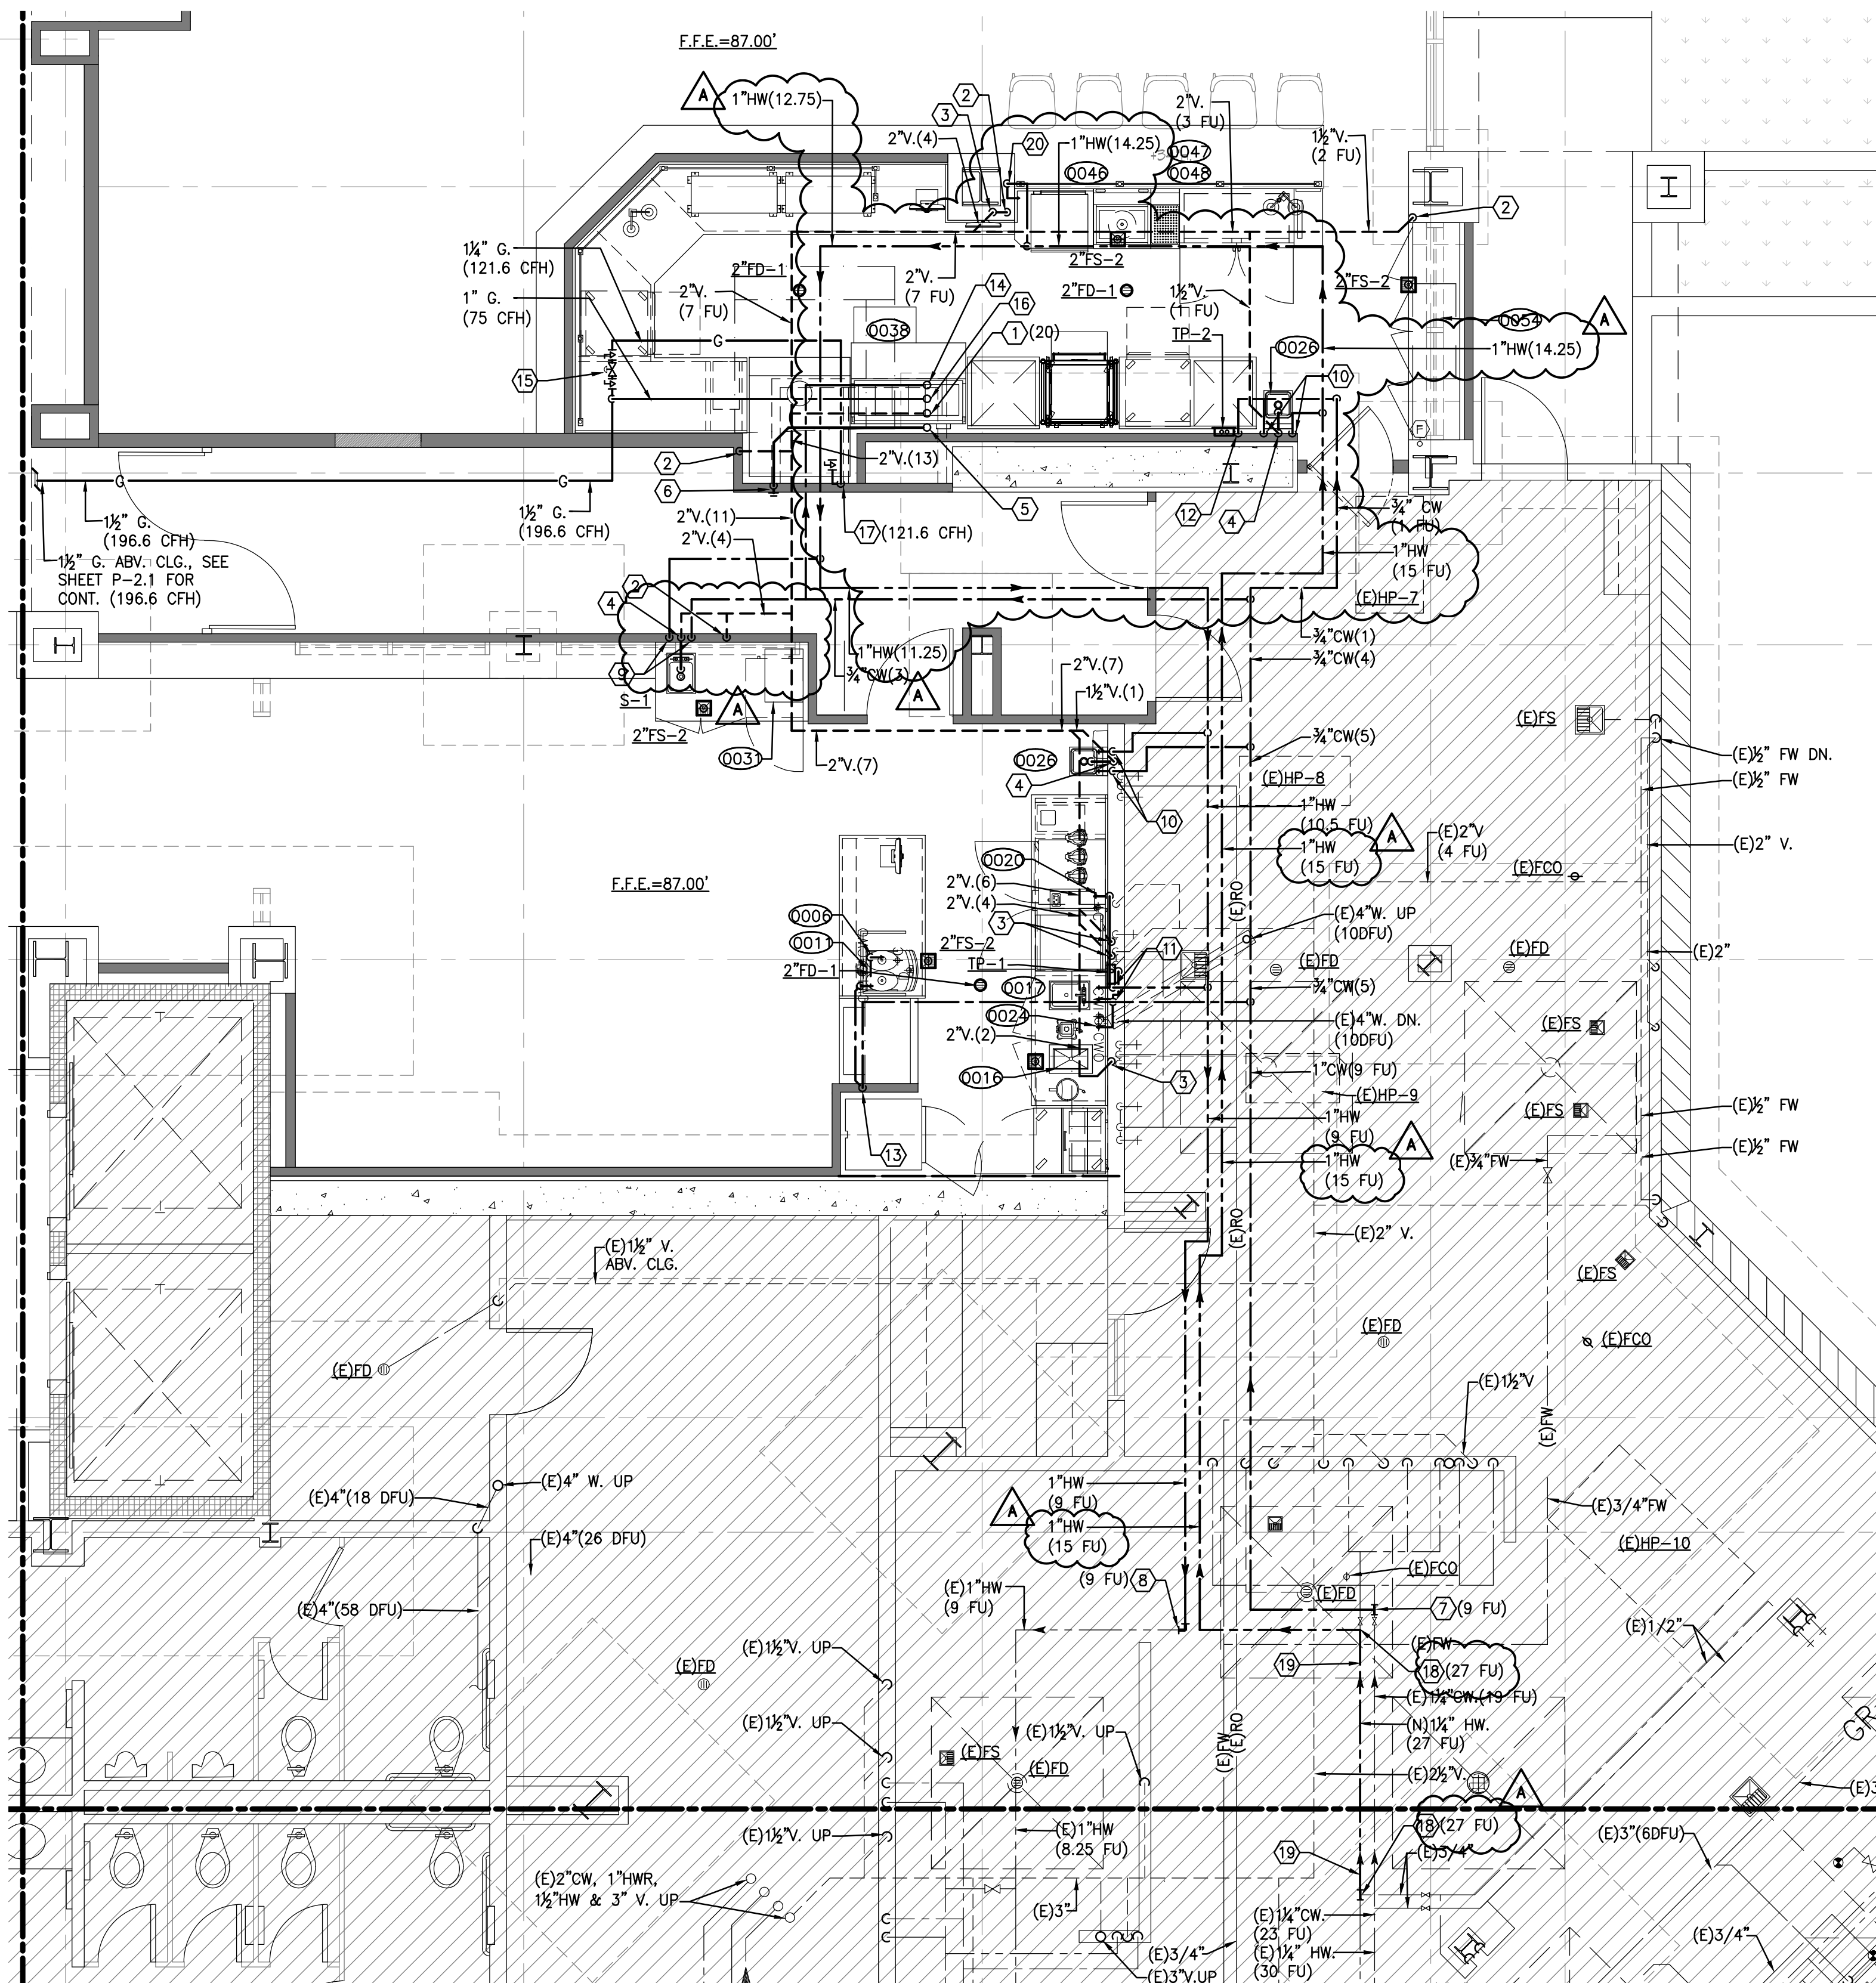 F.F.E.=87.00'
A
1"HW(12.75)
2
3
2"V.(4)
20
1"HW(14.25)
0046
0047
0048
2"V.
(3 FU)
1½"V.
(2 FU)
2
1¼" G.
(121.6 CFH)
1" G.
(75 CFH)
2"FD-1
2"V.
(7 FU)
2"V.
(7 FU)
14
16
1
(20)
0038
2"FS-2
2"FD-1
1½"V.
(1 FU)
TP-2
0026
2"FS-2
0054
A
1"HW(14.25)
15
10
F
G
2
6
2"V.(13)
5
12
4
17
(121.6 CFH)
G
G
1½" G.
(196.6 CFH)
1½" G.
(196.6 CFH)
1½" G. ABV. CLG., SEE
SHEET P-2.1 FOR
CONT. (196.6 CFH)
2"V.(11)
2"V.(4)
¾" CW
(1 FU)
1"HW
(15 FU)
(E)HP-7
2
4
9
S-1
A
2"FS-2
0031
1"HW(11.25)
¾"CW(3)
A
2"V.(7)
1½"V.(1)
2"V.(7)
¾"CW(1)
¾"CW(4)
¾"CW(5)
0026
4
10
(E)HP-8
1"HW
(10.5 FU)
1"HW
(15 FU)
A
(E)2"V
(4 FU)
(E)FS
(E)½" FW DN.
(E)½" FW
(E)2" V.
(E)FCO
F.F.E.=87.00'
0020
2"V.(6)
2"V.(4)
3
0006
0011
2"FS-2
2"FD-1
TP-1
11
0017
0024
2"V.(2)
0016
3
13
CWO
(E)RO
(E)4"W. UP
(10DFU)
(E)FD
(E)FD
(E)2"
¾"CW(5)
(E)4"W. DN.
(10DFU)
(E)FS
1"CW(9 FU)
(E)HP-9
1"HW
(9 FU)
1"HW
(15 FU)
A
(E)FS
(E)½" FW
(E)½" FW
(E)¾"FW
(E)RO
(E)2" V.
(E)FS
(E)1½" V.
ABV. CLG.
(E)FD
(E)FD
(E)FCO
(E)1½"V
(E)FW
(E)4"(18 DFU)
(E)4" W. UP
(E)4"(26 DFU)
(E)4"(58 DFU)
A
1"HW
(9 FU)
1"HW
(15 FU)
(9 FU)
8
(E)1"HW
(9 FU)
(E)3/4"FW
(E)HP-10
(E)FCO
(E)FD
7
(9 FU)
(E)1/2"
(E)FD
(E)1½"V. UP
(E)1½"V. UP
(E)FS
(E)FD
(E)1½"V. UP
(E)FW
19
18
(27 FU)
(E)1¼"CW.(19 FU)
(N)1¼" HW.
(27 FU)
(E)FW
(E)RO
(E)2½"V.
A
18
(27 FU)
(E)3/4"
19
(E)1½"V. UP
(E)1"HW
(8.25 FU)
(E)2"CW, 1"HWR,
1½"HW & 3" V. UP
(E)3"
(E)1¼"CW.
(23 FU)
(E)1¼" HW.
(30 FU)
(E)3/4"
(E)3"V.UP
(E)3"(6DFU)
(E)3/4"